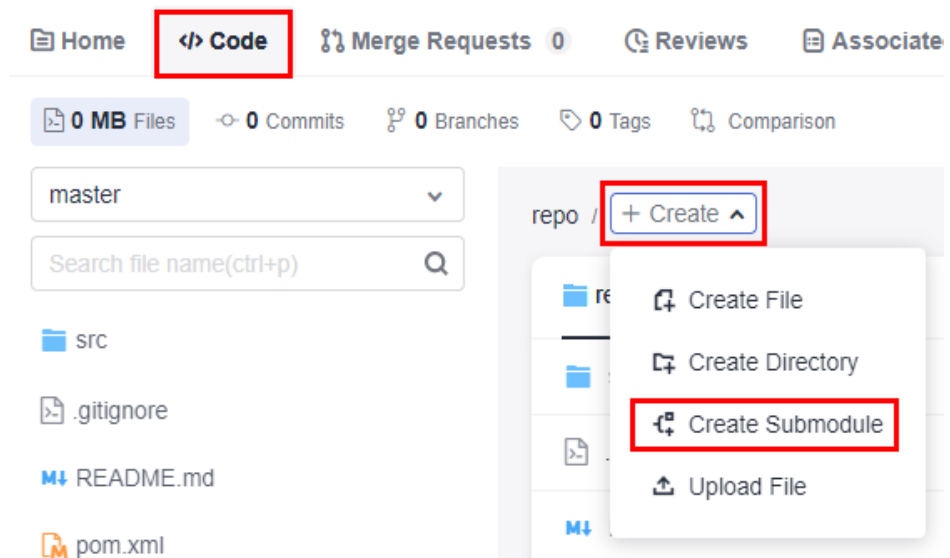 Home Code Merge Requests 0 Reviews Associate
0 MB Files 0 Commits 0 Branches 0 Tags Comparison
master
repo / + Create
Search file name(ctrl+p)
re
Create File
src
Create Directory
.gitignore
Create Submodule
README.md
Upload File
pom.xml